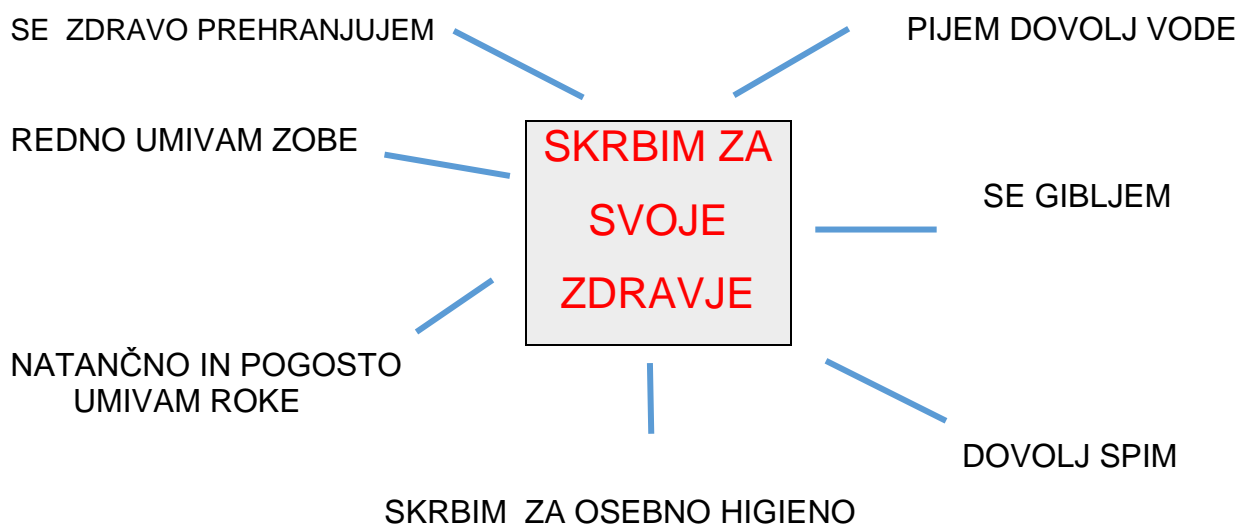 SE ZDRAVO PREHRANJUJEM
PIJEM DOVOLJ VODE
REDNO UMIVAM ZOBE
SKRBIM ZA
SVOJE
ZDRAVJE
SE GIBLJEM
NATANČNO IN POGOSTO
UMIVAM ROKE
DOVOLJ SPIM
SKRBIM ZA OSEBNO HIGIENO